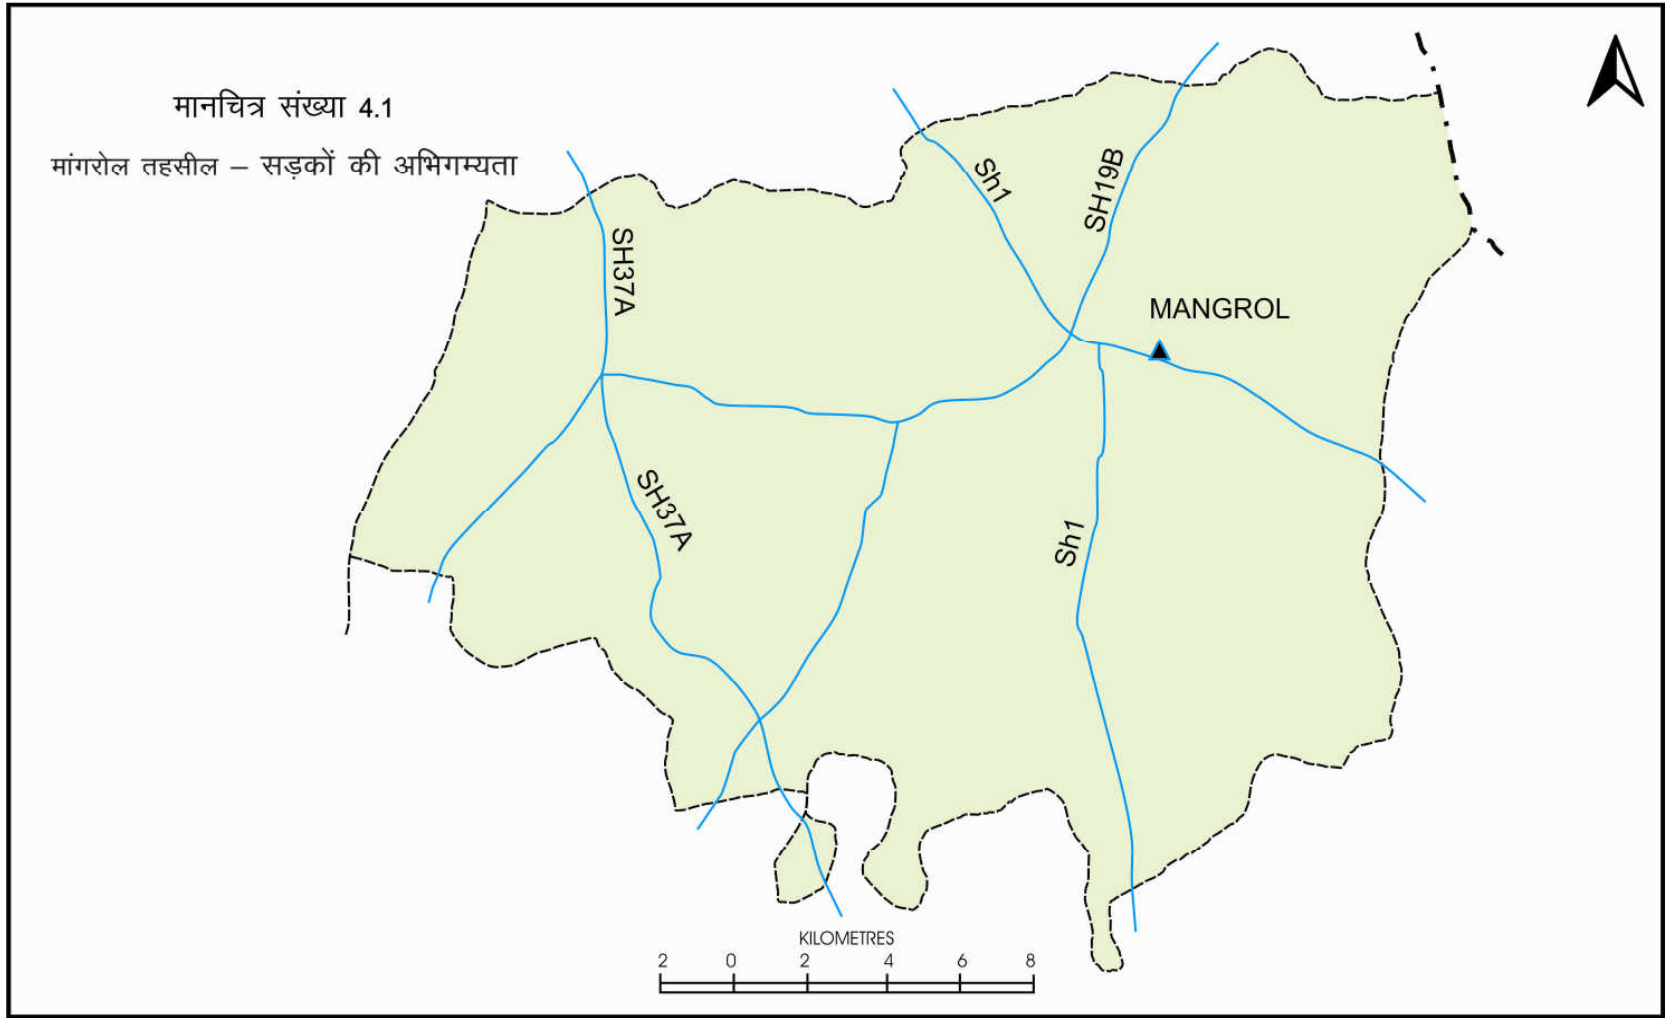 मानचित्र संख्या 4.1
मांगरोल तहसील – सड़कों की अभिगम्यता
Sh1
SH19B
SH37A
MANGROL
SH37A
Sh1
KILOMETRES
2 0 2 4 6 8